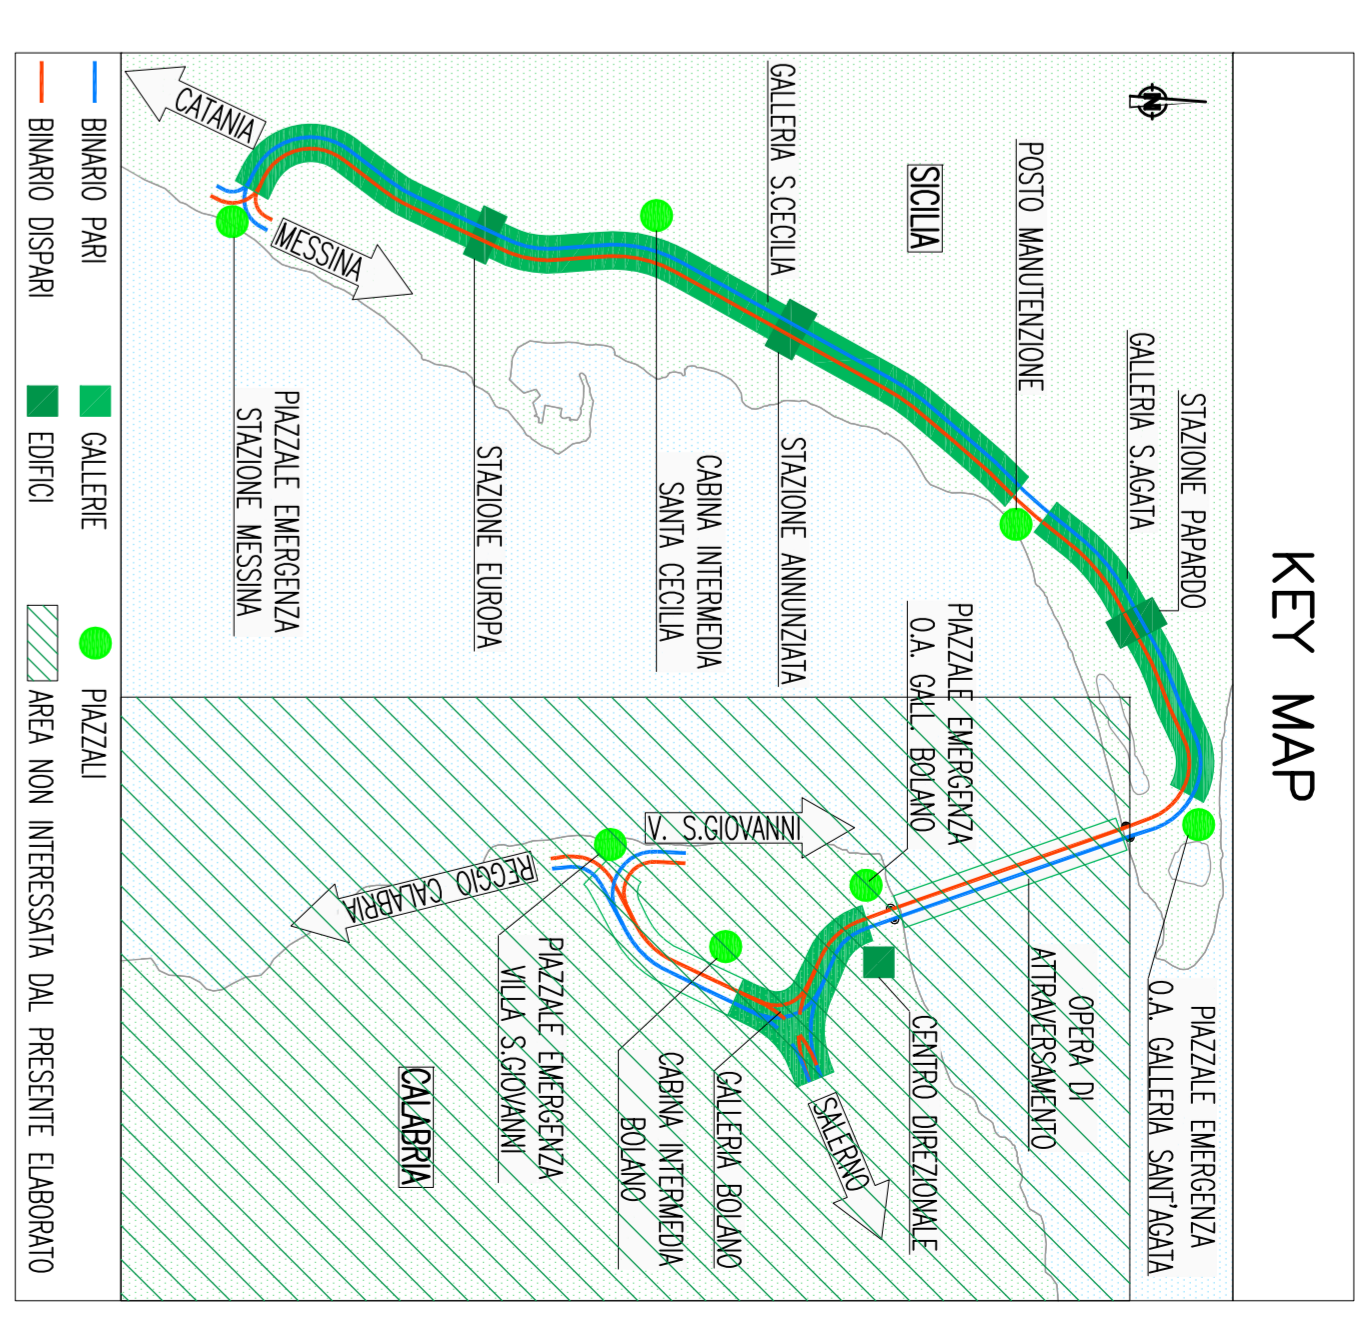 KEY MAP
N
SICILIA
CALABRIA
CATANIA
MESSINA
GALLERIA S.CECILIA
POSTO MANUTENZIONE
GALLERIA S.AGATA
STAZIONE PAPARDO
PIAZZALE EMERGENZA
STAZIONE MESSINA
STAZIONE EUROPA
CABINA INTERMEDIA
SANTA CECILIA
STAZIONE ANNUNZIATA
PIAZZALE EMERGENZA
O.A. GALL. BOLANO
V. S.GIOVANNI
REGGIO CALABRIA
SALERNO
PIAZZALE EMERGENZA
VILLA S.GIOVANNI
CABINA INTERMEDIA
BOLANO
GALLERIA BOLANO
CENTRO DIREZIONALE
OPERA DI
ATTRAVERSAMENTO
PIAZZALE EMERGENZA
O.A. GALLERIA SANT'AGATA
BINARIO PARI
BINARIO DISPARI
GALLERIE
EDIFICI
PIAZZALI
AREA NON INTERESSATA DAL PRESENTE ELABORATO